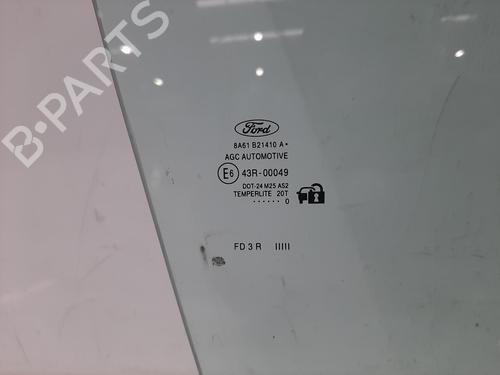 B-PARTS
Ford
8A61 B21410 A•
AGC AUTOMOTIVE
E6 43R-00049
DOT-24 M25 AS2
TEMPERLITE 20T
...... 0
FD 3 R IIIII